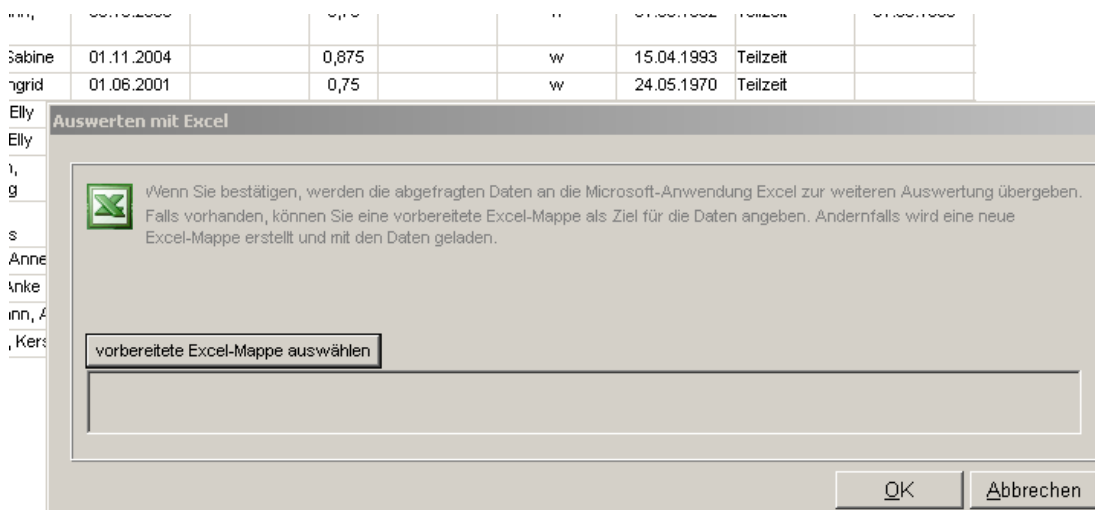 Sabine 01.11.2004 0,875 w 15.04.1993 Teilzeit
ngrid 01.06.2001 0,75 w 24.05.1970 Teilzeit
Elly
Auswerten mit Excel
Elly
Wenn Sie bestätigen, werden die abgefragten Daten an die Microsoft-Anwendung Excel zur weiteren Auswertung übergeben.
Falls vorhanden, können Sie eine vorbereitete Excel-Mappe als Ziel für die Daten angeben. Andernfalls wird eine neue
Excel-Mappe erstellt und mit den Daten geladen.
s
Anne
Anke
nn, A
, Kers
vorbereitete Excel-Mappe auswählen
OK Abbrechen